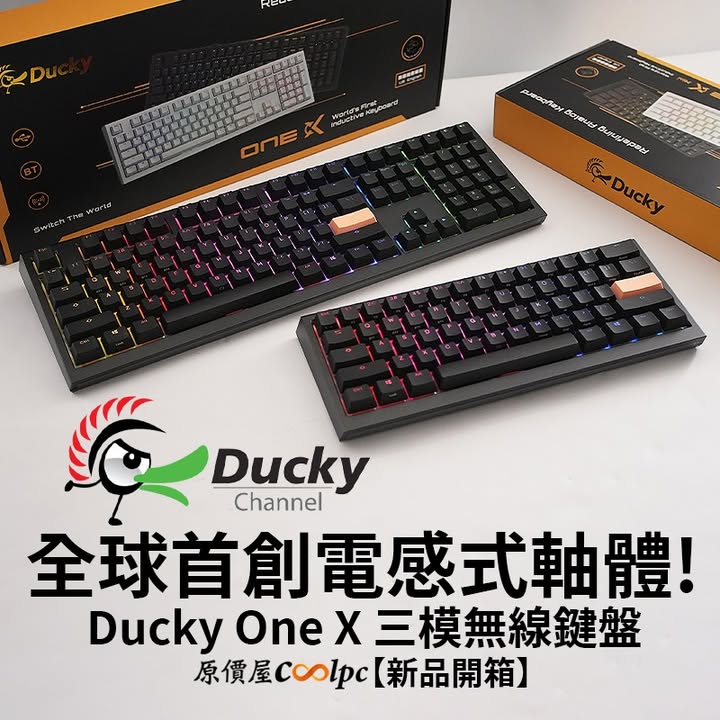 Ducky
ONE X
World's First
Inductive Keyboard
BT
Switch The World
Redefining Analog Keyboard
Ducky
Ducky
Channel
全球首創電感式軸體!
Ducky One X 三模無線鍵盤
原價屋Coolpc【新品開箱】